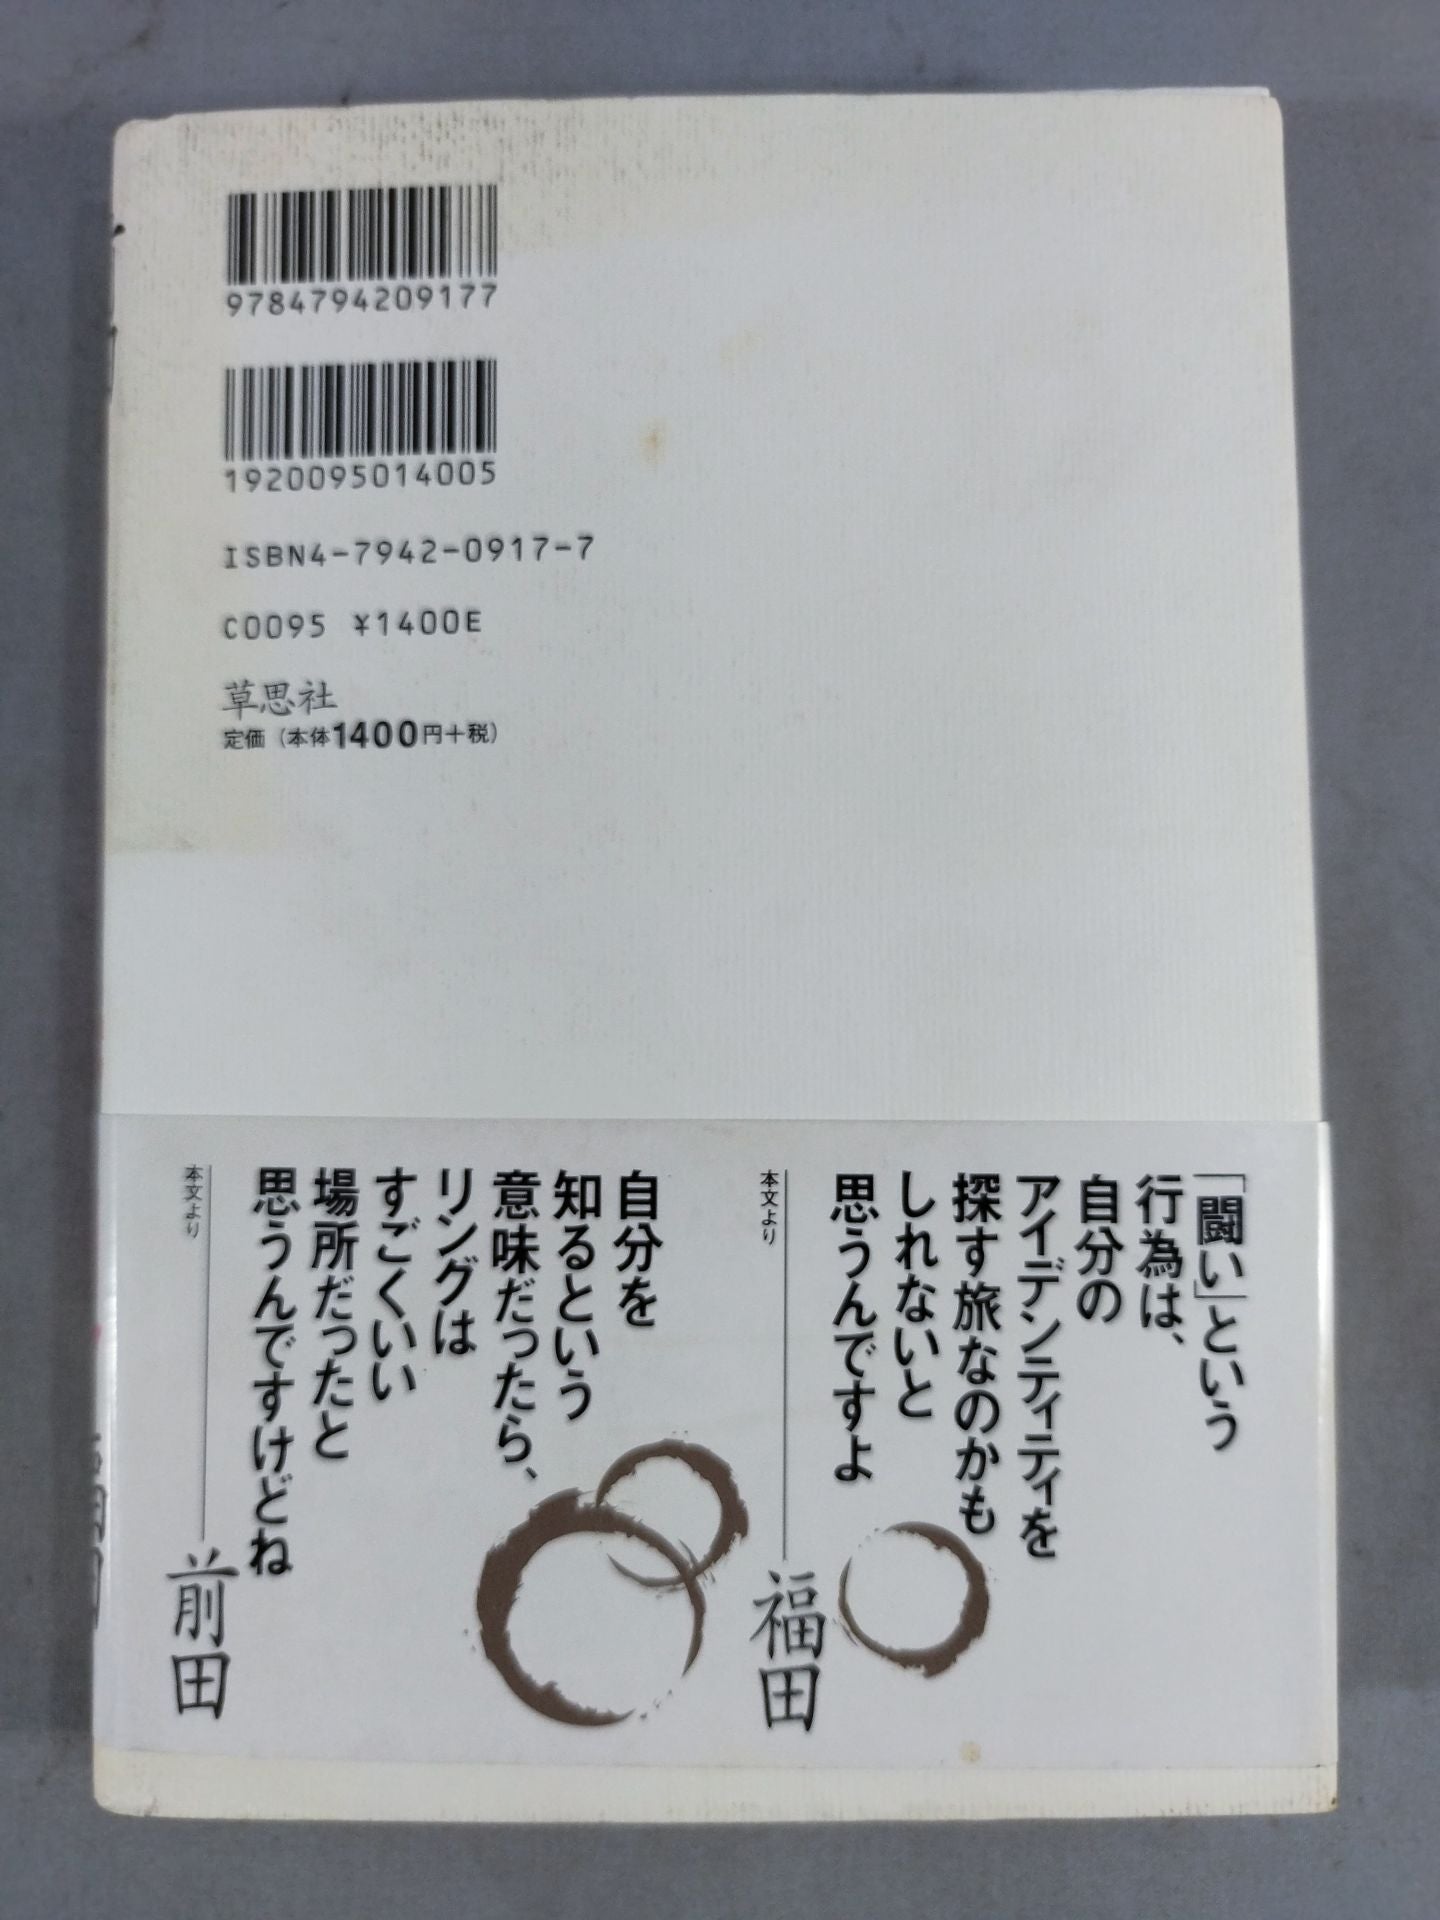 9784794209177
1920095014005
ISBN4-7942-0917-7
C0095 ¥1400E
草思社
定価（本体1400円＋税）
「闘い」という
行為は、
自分の
アイデンティティを
探す旅なのかも
しれないと
思うんですよ
本文より
福田
自分を
知るという
意味だったら、
リングは
すごくいい
場所だったと
思うんですけどね
本文より
前田